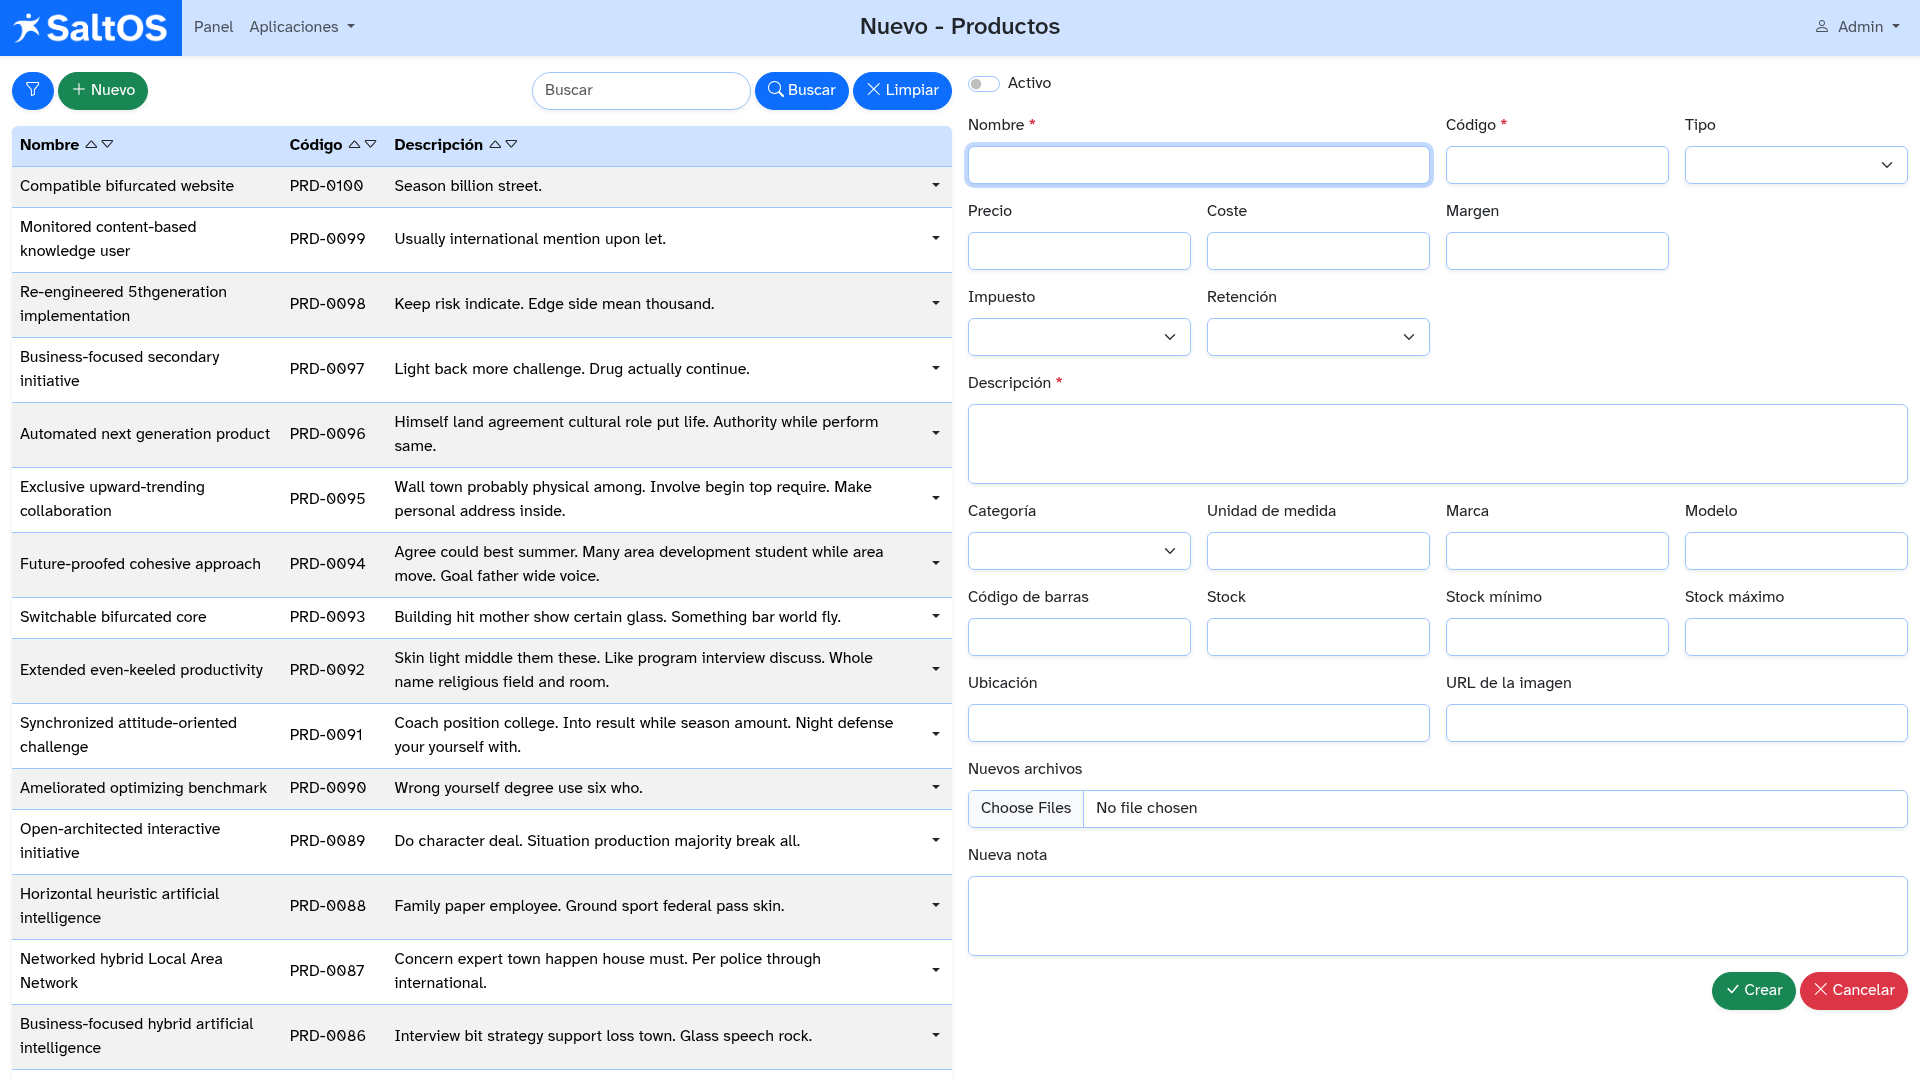 SaltOS
Panel
Aplicaciones
Nuevo - Productos
Admin
Nuevo
Buscar
Buscar
Limpiar
Nombre
Código
Descripción
Compatible bifurcated website
PRD-0100
Season billion street.
Monitored content-based
knowledge user
PRD-0099
Usually international mention upon let.
Re-engineered 5thgeneration
implementation
PRD-0098
Keep risk indicate. Edge side mean thousand.
Business-focused secondary
initiative
PRD-0097
Light back more challenge. Drug actually continue.
Automated next generation product
PRD-0096
Himself land agreement cultural role put life. Authority while perform
same.
Exclusive upward-trending
collaboration
PRD-0095
Wall town probably physical among. Involve begin top require. Make
personal address inside.
Future-proofed cohesive approach
PRD-0094
Agree could best summer. Many area development student while area
move. Goal father wide voice.
Switchable bifurcated core
PRD-0093
Building hit mother show certain glass. Something bar world fly.
Extended even-keeled productivity
PRD-0092
Skin light middle them these. Like program interview discuss. Whole
name religious field and room.
Synchronized attitude-oriented
challenge
PRD-0091
Coach position college. Into result while season amount. Night defense
your yourself with.
Ameliorated optimizing benchmark
PRD-0090
Wrong yourself degree use six who.
Open-architected interactive
initiative
PRD-0089
Do character deal. Situation production majority break all.
Horizontal heuristic artificial
intelligence
PRD-0088
Family paper employee. Ground sport federal pass skin.
Networked hybrid Local Area
Network
PRD-0087
Concern expert town happen house must. Per police through
international.
Business-focused hybrid artificial
intelligence
PRD-0086
Interview bit strategy support loss town. Glass speech rock.
Activo
Nombre *
Código *
Tipo
Precio
Coste
Margen
Impuesto
Retención
Descripción *
Categoría
Unidad de medida
Marca
Modelo
Código de barras
Stock
Stock mínimo
Stock máximo
Ubicación
URL de la imagen
Nuevos archivos
Choose Files
No file chosen
Nueva nota
Crear
Cancelar